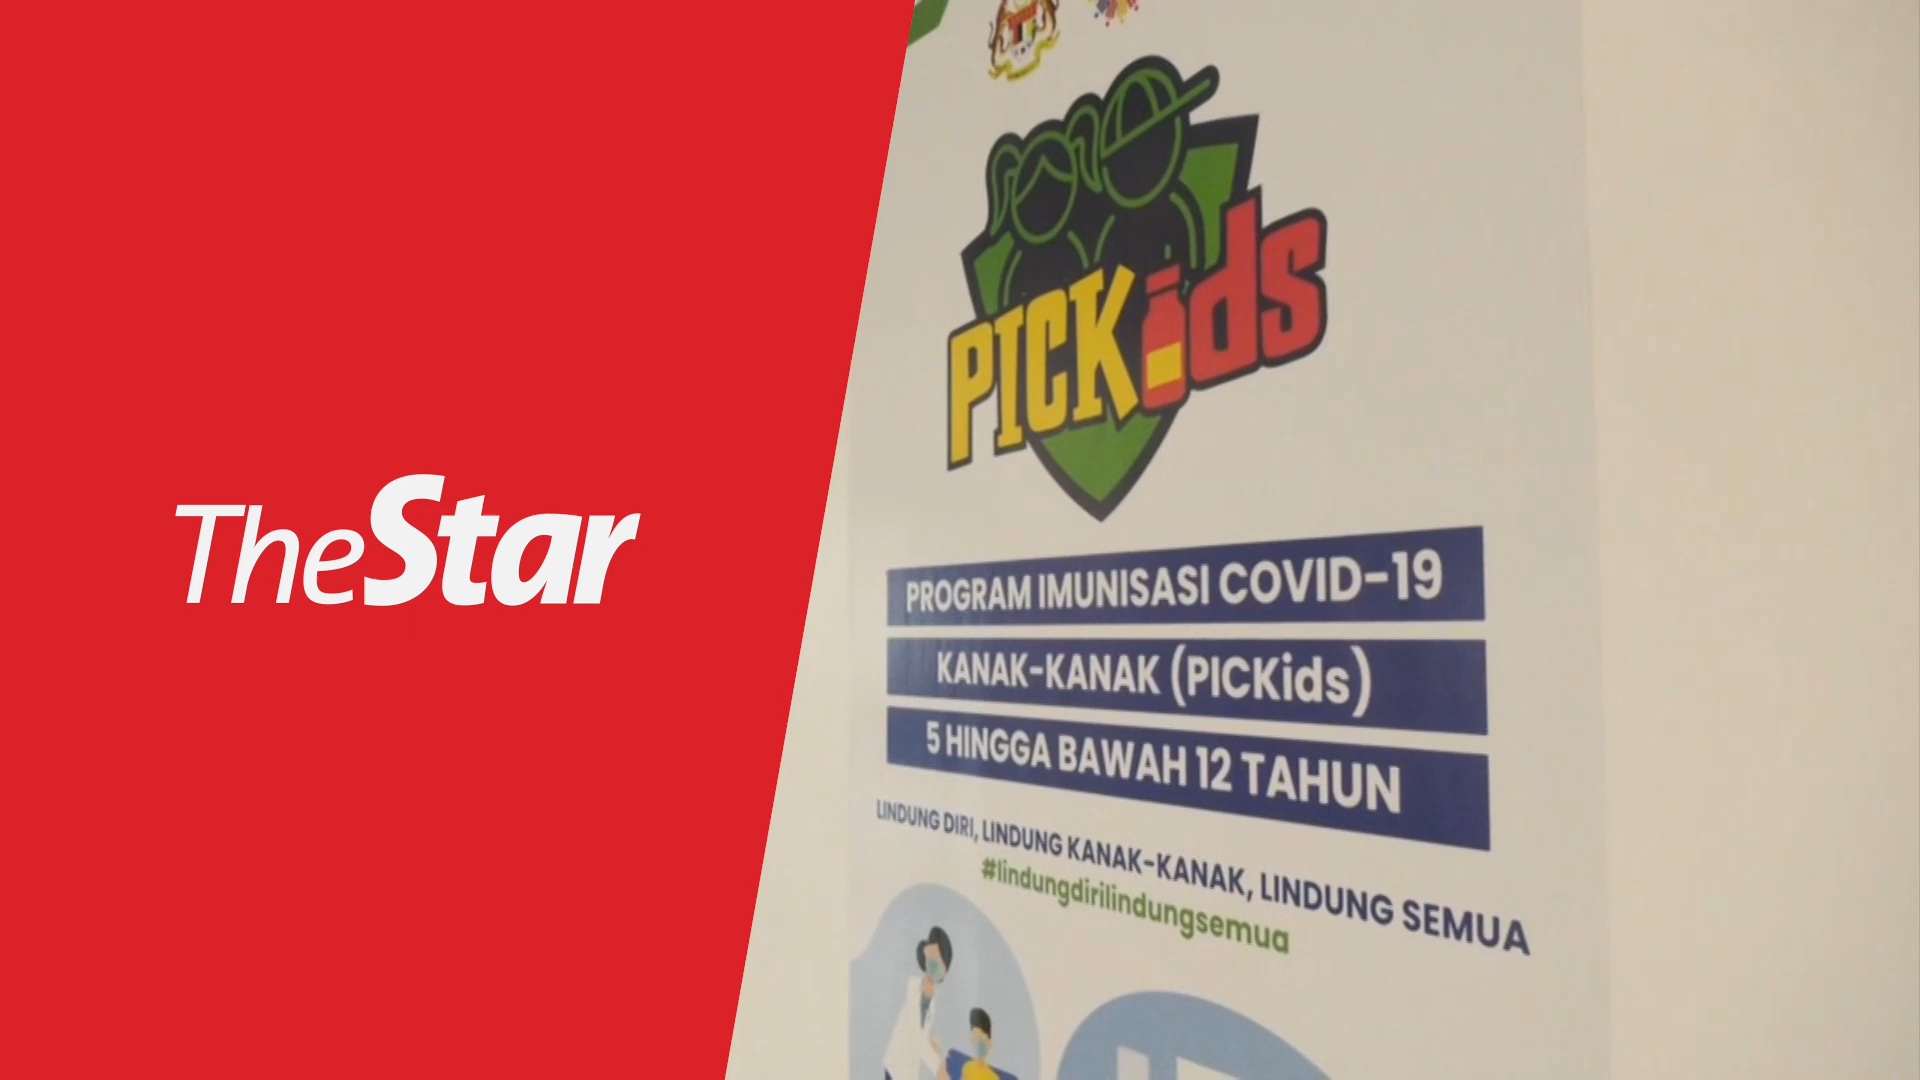 TheStar
PICKids
PROGRAM IMUNISASI COVID-19
KANAK-KANAK (PICKids)
5 HINGGA BAWAH 12 TAHUN
LINDUNG DIRI, LINDUNG KANAK-KANAK, LINDUNG SEMUA
#lindungdirilindungsemua